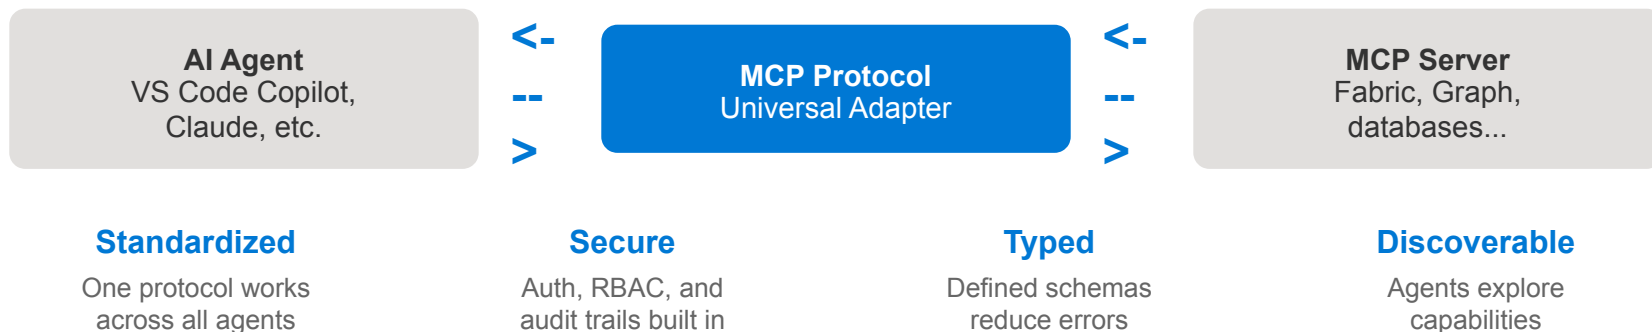 AI Agent
VS Code Copilot,
Claude, etc.
<-
--
>
MCP Protocol
Universal Adapter
<-
--
>
MCP Server
Fabric, Graph,
databases...
Standardized
One protocol works
across all agents
Secure
Auth, RBAC, and
audit trails built in
Typed
Defined schemas
reduce errors
Discoverable
Agents explore
capabilities